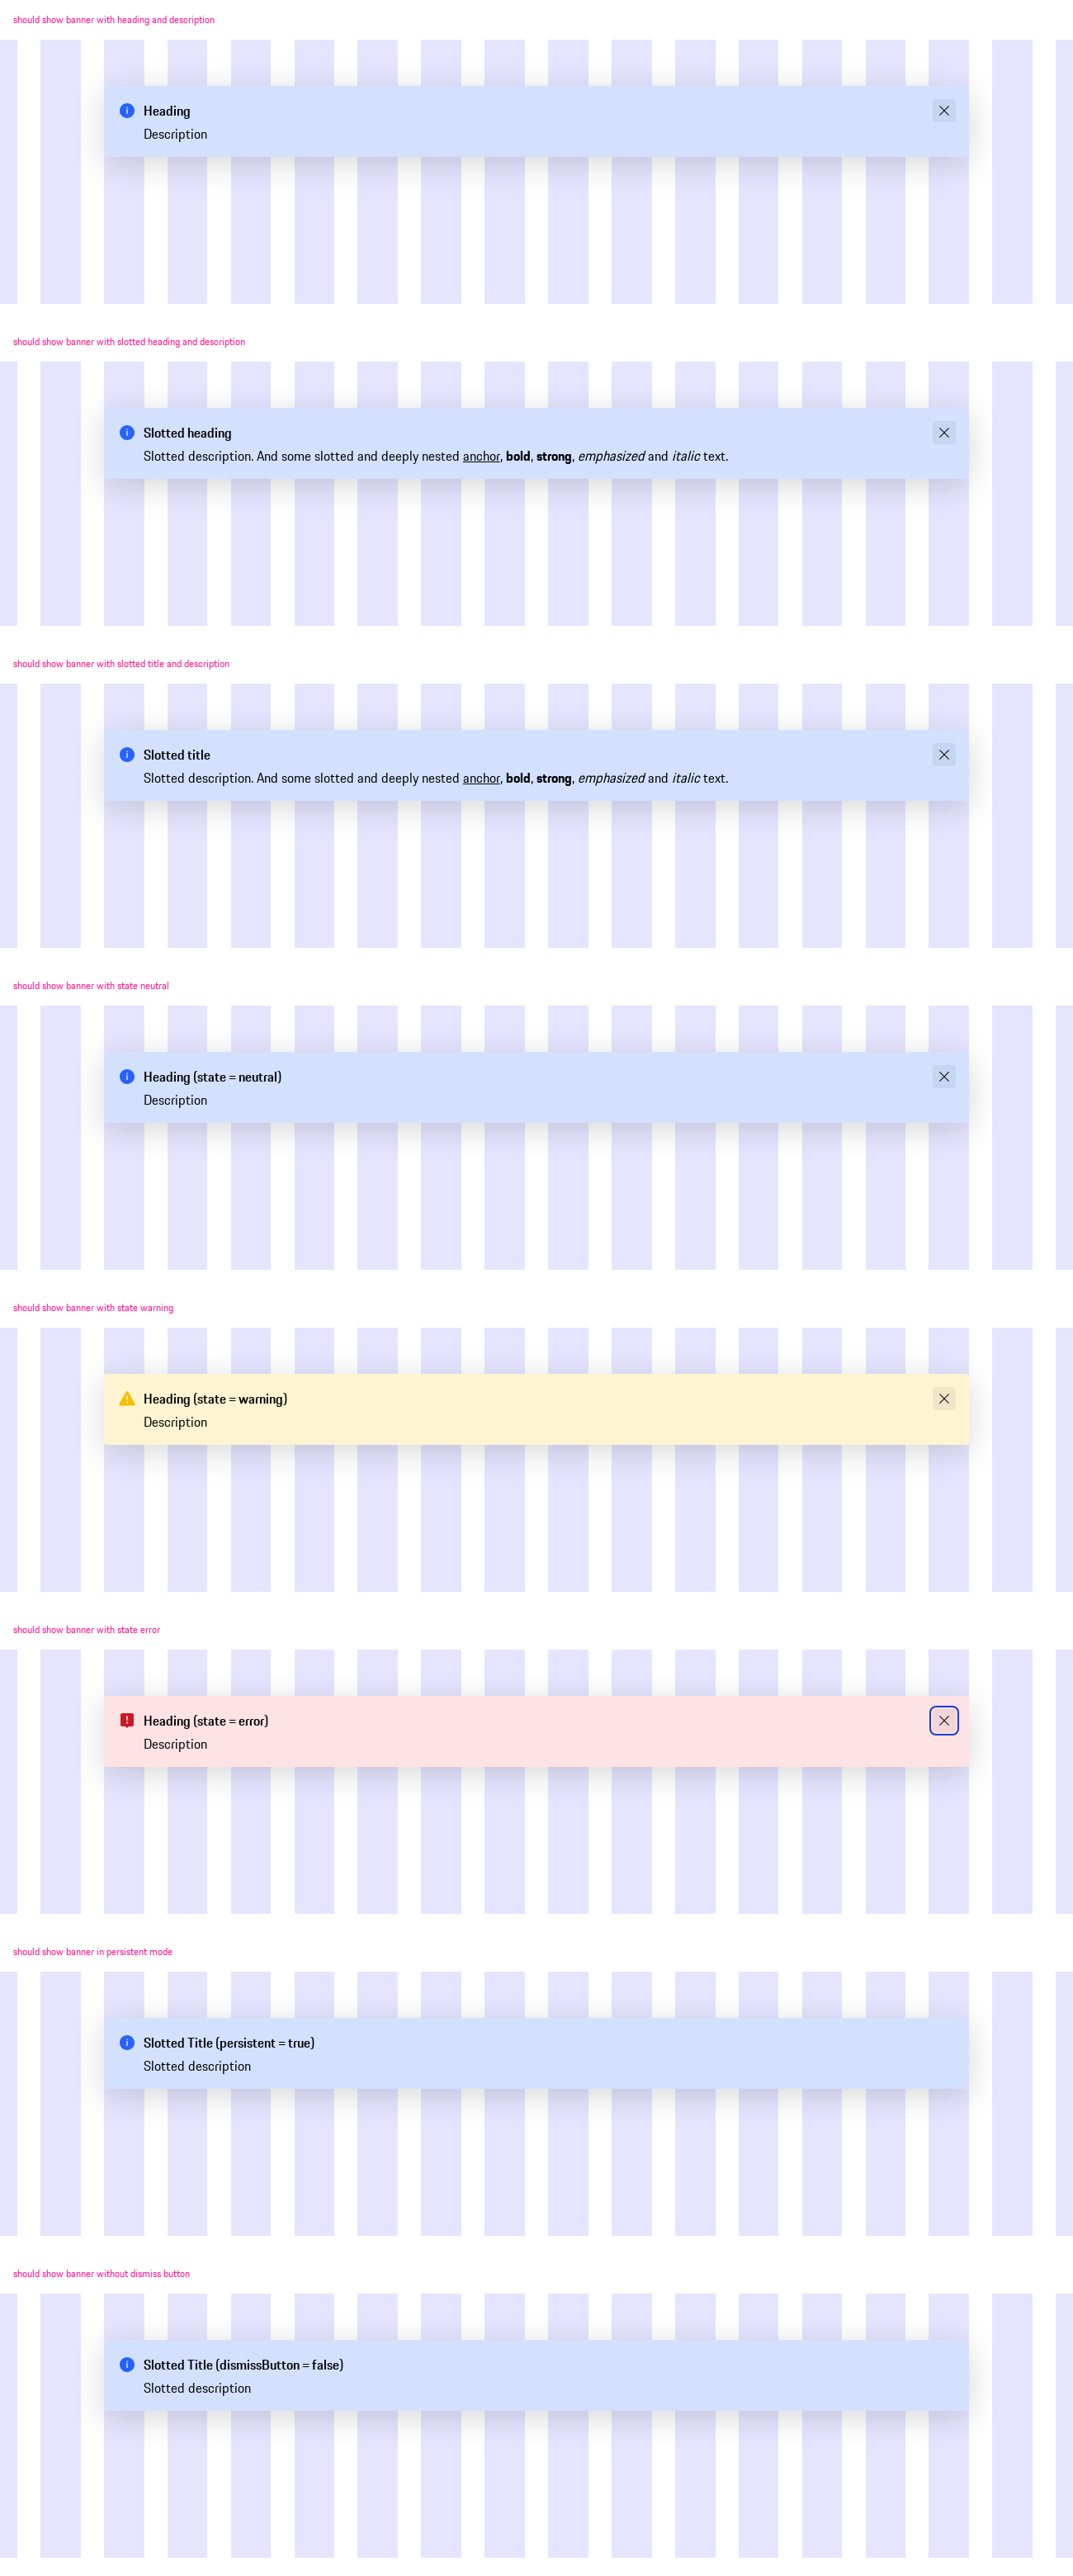 should show banner with heading and description
Heading
Description
should show banner with slotted heading and description
Slotted heading
Slotted description. And some slotted and deeply nested anchor, bold, strong, emphasized and italic text.
should show banner with slotted title and description
Slotted title
Slotted description. And some slotted and deeply nested anchor, bold, strong, emphasized and italic text.
should show banner with state neutral
Heading (state = neutral)
Description
should show banner with state warning
Heading (state = warning)
Description
should show banner with state error
Heading (state = error)
Description
should show banner in persistent mode
Slotted Title (persistent = true)
Slotted description
should show banner without dismiss button
Slotted Title (dismissButton = false)
Slotted description